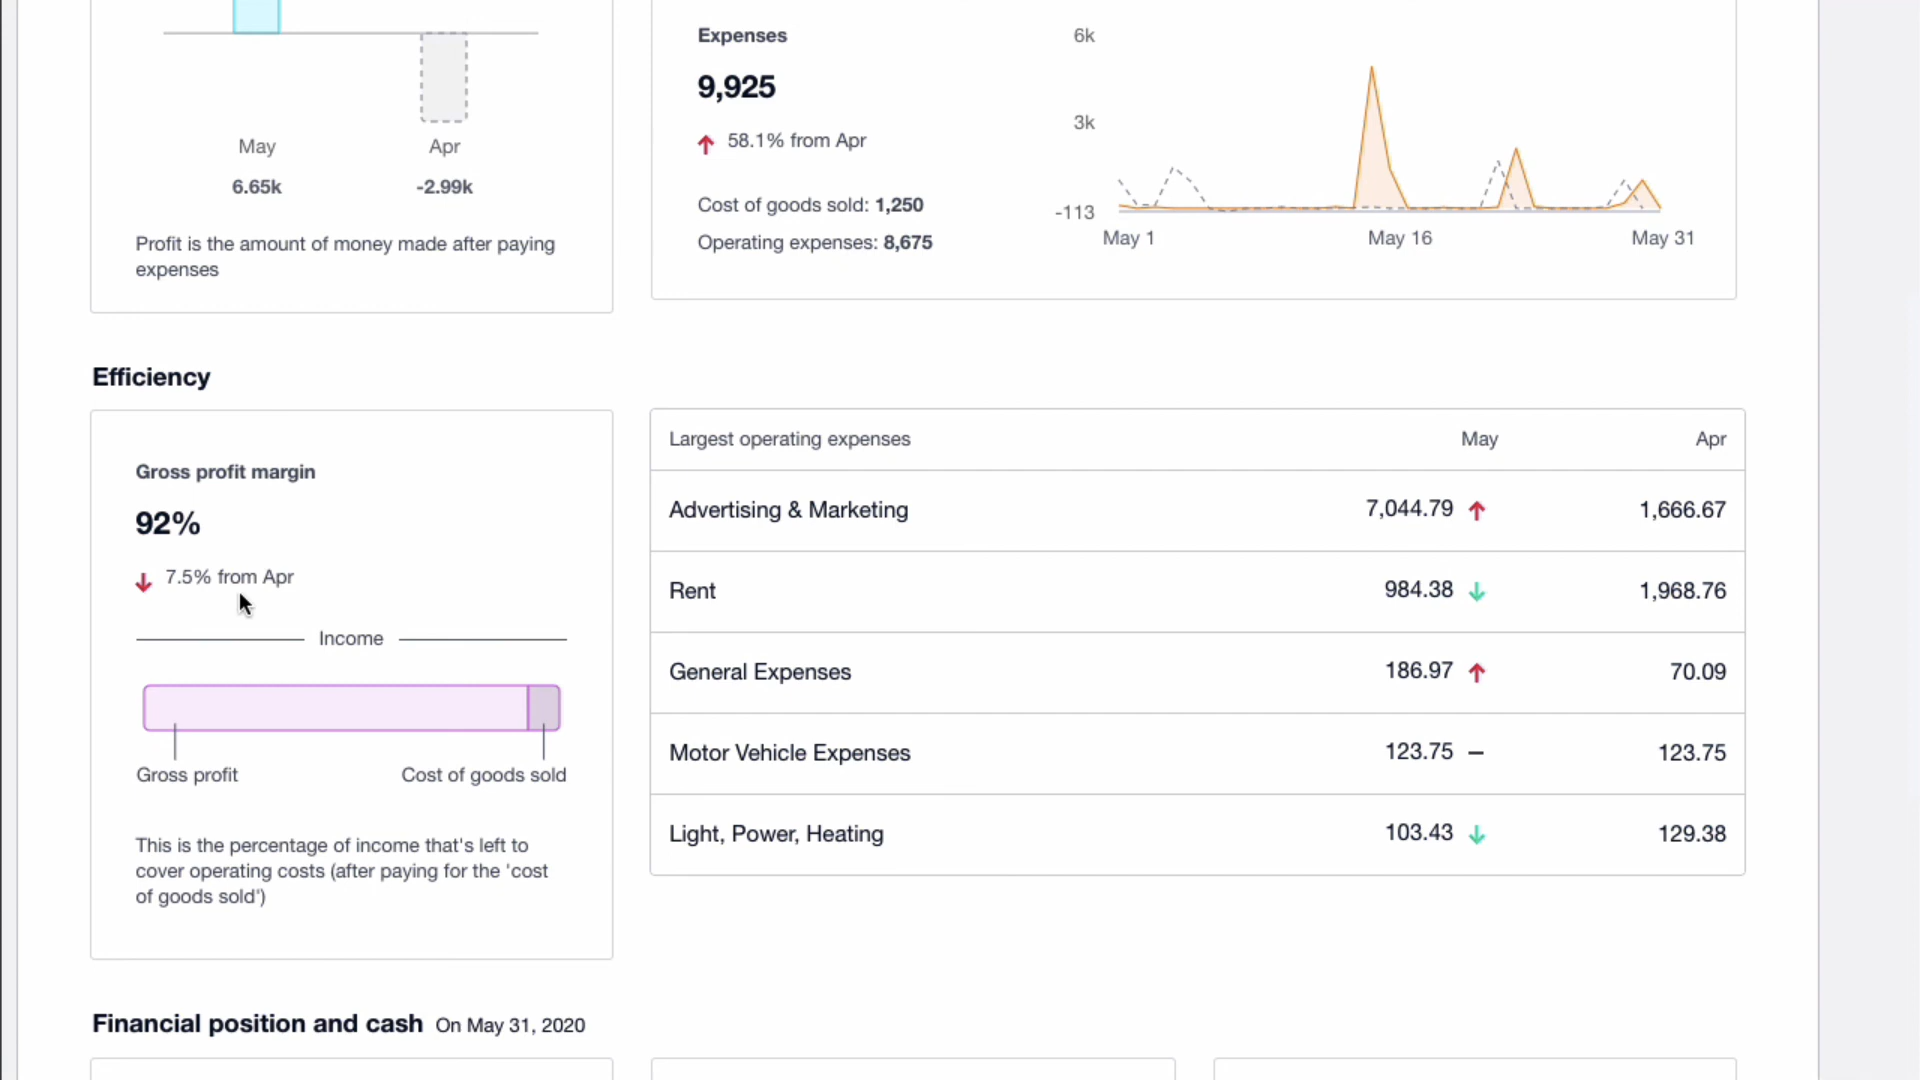 May Apr
6.65k -2.99k
Profit is the amount of money made after paying
expenses
Expenses
9,925
58.1% from Apr
Cost of goods sold: 1,250
Operating expenses: 8,675
6k
3k
-113
May 1 May 16 May 31
Efficiency
Gross profit margin
92%
7.5% from Apr
Income
Gross profit Cost of goods sold
This is the percentage of income that's left to
cover operating costs (after paying for the 'cost
of goods sold')
Largest operating expenses May Apr
Advertising & Marketing 7,044.79 1,666.67
Rent 984.38 1,968.76
General Expenses 186.97 70.09
Motor Vehicle Expenses 123.75 – 123.75
Light, Power, Heating 103.43 129.38
Financial position and cash On May 31, 2020